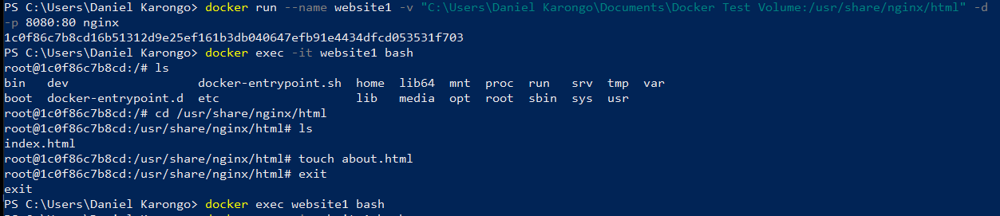 PS C:\Users\Daniel Karongo> docker run --name website1 -v "C:\Users\Daniel Karongo\Documents\Docker Test Volume:/usr/share/nginx/html" -d
-p 8080:80 nginx
1c0f86c7b8cd16b51312d9e25ef161b3db040647efb91e4434dfcd053531f703
PS C:\Users\Daniel Karongo> docker exec -it website1 bash
root@1c0f86c7b8cd:/# ls
bin   dev                  docker-entrypoint.sh  home  lib64  mnt  proc  run   srv  tmp  var
boot  docker-entrypoint.d  etc                   lib   media  opt  root  sbin  sys  usr
root@1c0f86c7b8cd:/# cd /usr/share/nginx/html
root@1c0f86c7b8cd:/usr/share/nginx/html# ls
index.html
root@1c0f86c7b8cd:/usr/share/nginx/html# touch about.html
root@1c0f86c7b8cd:/usr/share/nginx/html# exit
exit
PS C:\Users\Daniel Karongo> docker exec website1 bash